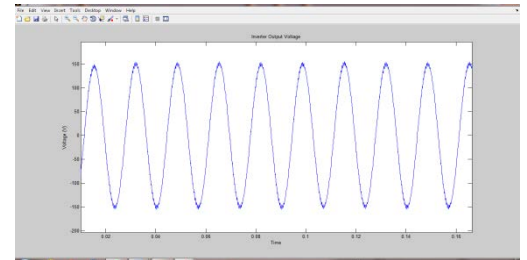 File Edit View Insert Tools Desktop Window Help
Inverter Output Voltage
150
100
50
0
-50
-100
-150
-200
Voltage (V)
0.02 0.04 0.06 0.08 0.1 0.12 0.14 0.16
Time